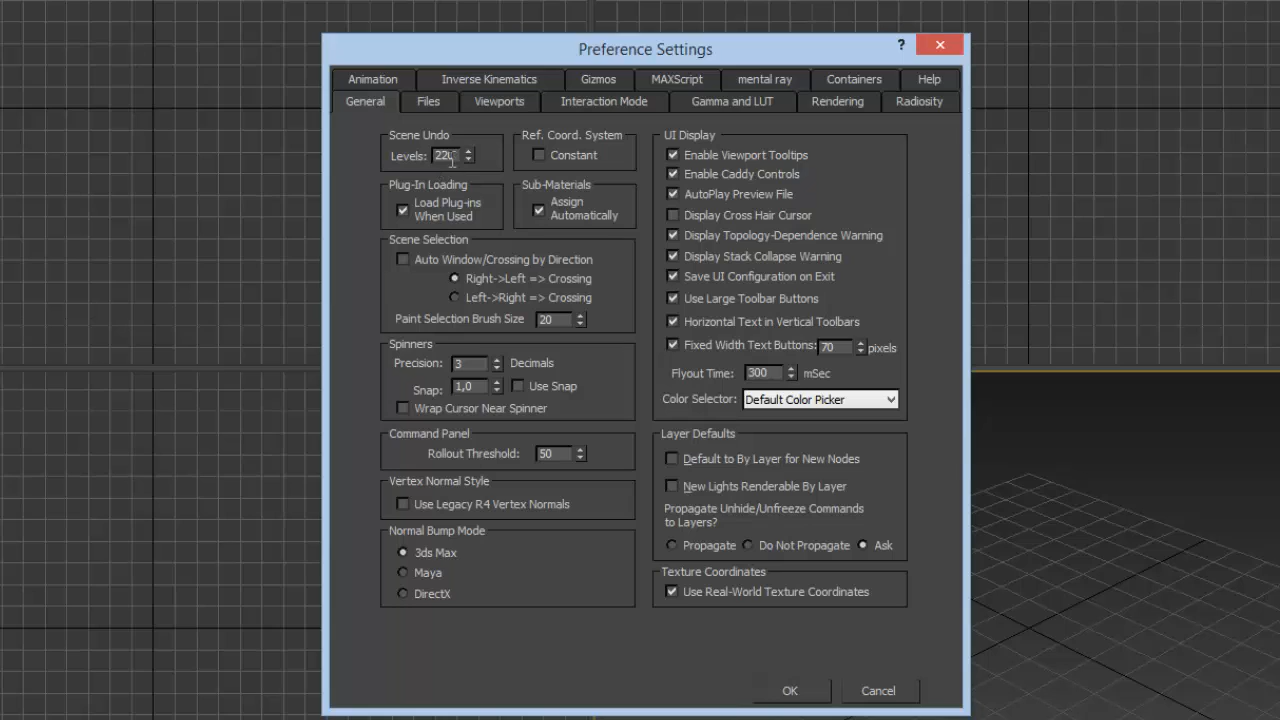 Preference Settings
?
Animation Inverse Kinematics Gizmos MAXScript mental ray Containers Help
General Files Viewports Interaction Mode Gamma and LUT Rendering Radiosity
Scene Undo
Levels:
Ref. Coord. System
Constant
Plug-In Loading
Load Plug-ins
When Used
Sub-Materials
Assign
Automatically
Scene Selection
Auto Window/Crossing by Direction
Right->Left => Crossing
Left->Right => Crossing
Paint Selection Brush Size 20
Spinners
Precision: 3 Decimals
Snap: 1,0 Use Snap
Wrap Cursor Near Spinner
Command Panel
Rollout Threshold: 50
Vertex Normal Style
Use Legacy R4 Vertex Normals
Normal Bump Mode
3ds Max
Maya
DirectX
UI Display
Enable Viewport Tooltips
Enable Caddy Controls
AutoPlay Preview File
Display Cross Hair Cursor
Display Topology-Dependence Warning
Display Stack Collapse Warning
Save UI Configuration on Exit
Use Large Toolbar Buttons
Horizontal Text in Vertical Toolbars
Fixed Width Text Buttons: 70 pixels
Flyout Time: 300 mSec
Color Selector: Default Color Picker
Layer Defaults
Default to By Layer for New Nodes
New Lights Renderable By Layer
Propagate Unhide/Unfreeze Commands
to Layers?
Propagate Do Not Propagate Ask
Texture Coordinates
Use Real-World Texture Coordinates
OK Cancel